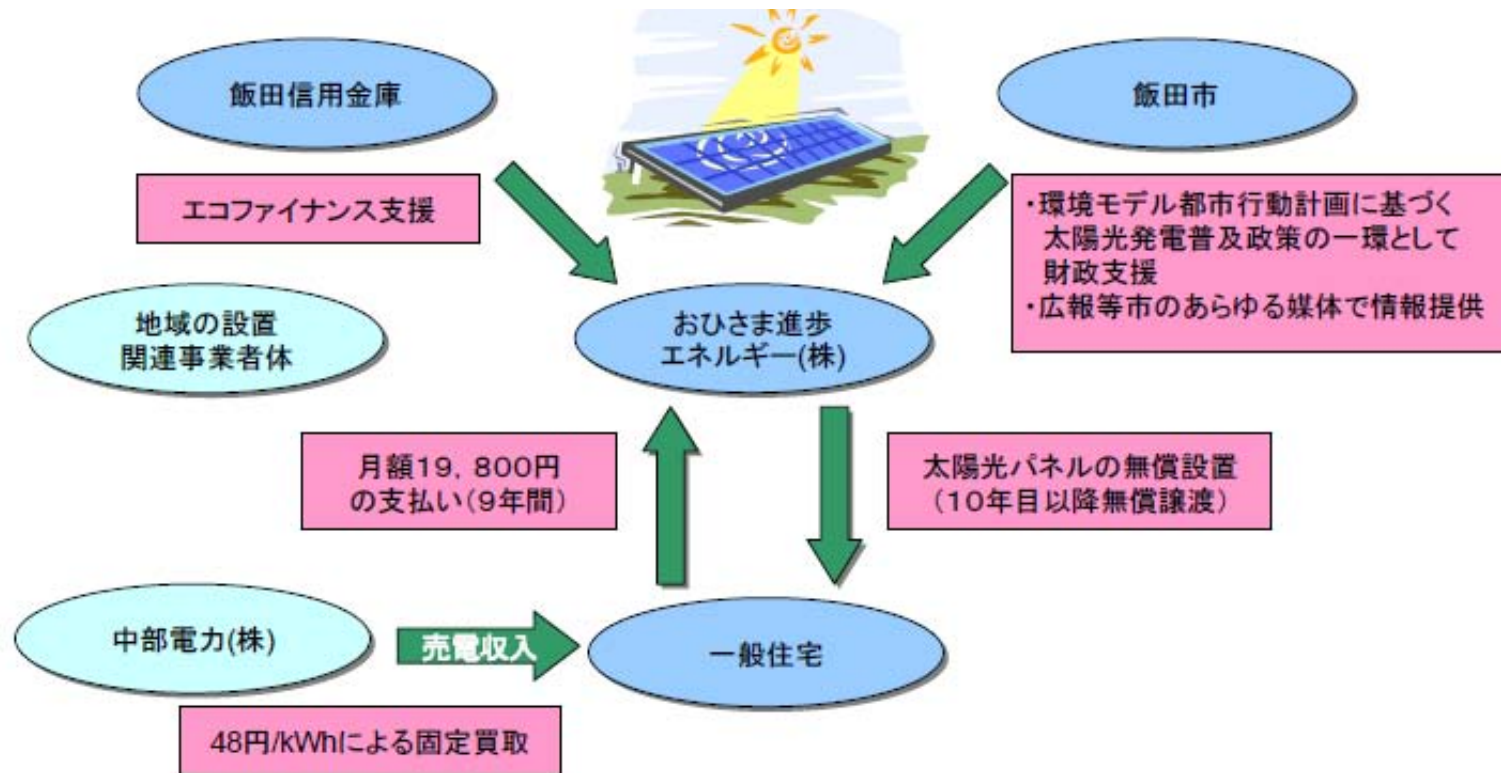 飯田信用金庫
飯田市
エコファイナンス支援
・環境モデル都市行動計画に基づく
太陽光発電普及政策の一環として
財政支援
・広報等市のあらゆる媒体で情報提供
地域の設置
関連事業者体
おひさま進歩
エネルギー(株)
月額19，800円
の支払い（9年間）
太陽光パネルの無償設置
（10年目以降無償譲渡）
中部電力(株)
売電収入
一般住宅
48円/kWhによる固定買取